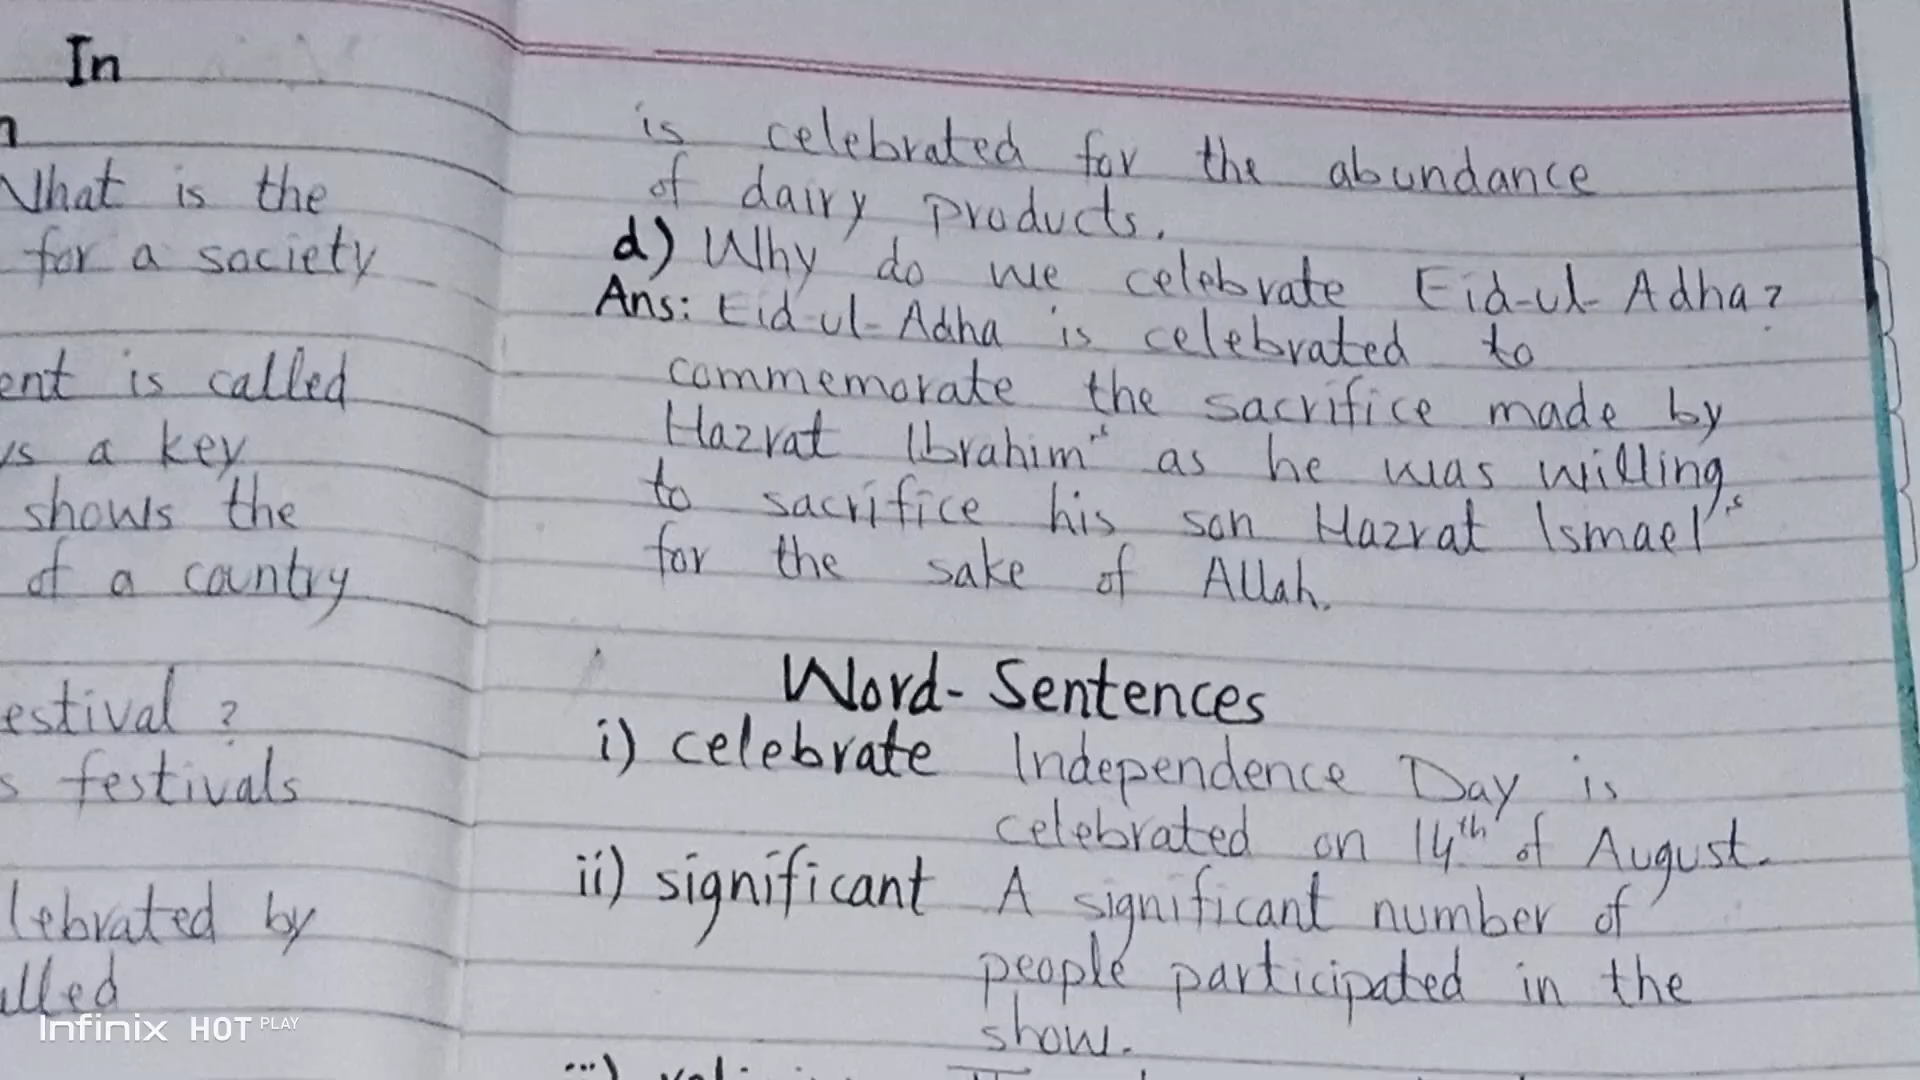 In
What is the
for a society
is called
a key
shows the
of a country
festivals
by
is celebrated for the abundance
of dairy products.
d) Why do we celebrate Eid-ul-Adha?
Ans: Eid-ul-Adha is celebrated to
commemorate the sacrifice made by
Hazrat Ibrahim as he was willing
to sacrifice his son Hazrat Ismael
for the sake of Allah.
Word-Sentences
i) celebrate Independence Day is
celebrated on 14th of August.
ii) significant A significant number of
people participated in the
show.
Infinix HOT PLAY